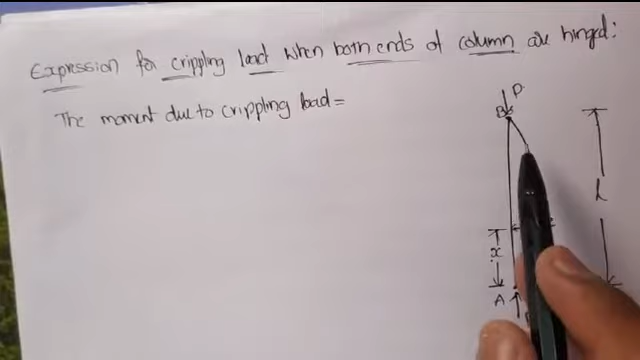 Expression for crippling load when both ends of column are hinged:
The moment due to crippling load=
P
B
l
x
A